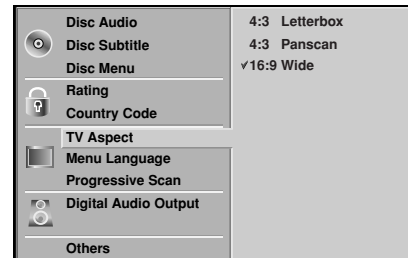 Disc Audio
Disc Subtitle
Disc Menu
Rating
Country Code
TV Aspect
Menu Language
Progressive Scan
Digital Audio Output
Others
4:3 Letterbox
4:3 Panscan
✓16:9 Wide